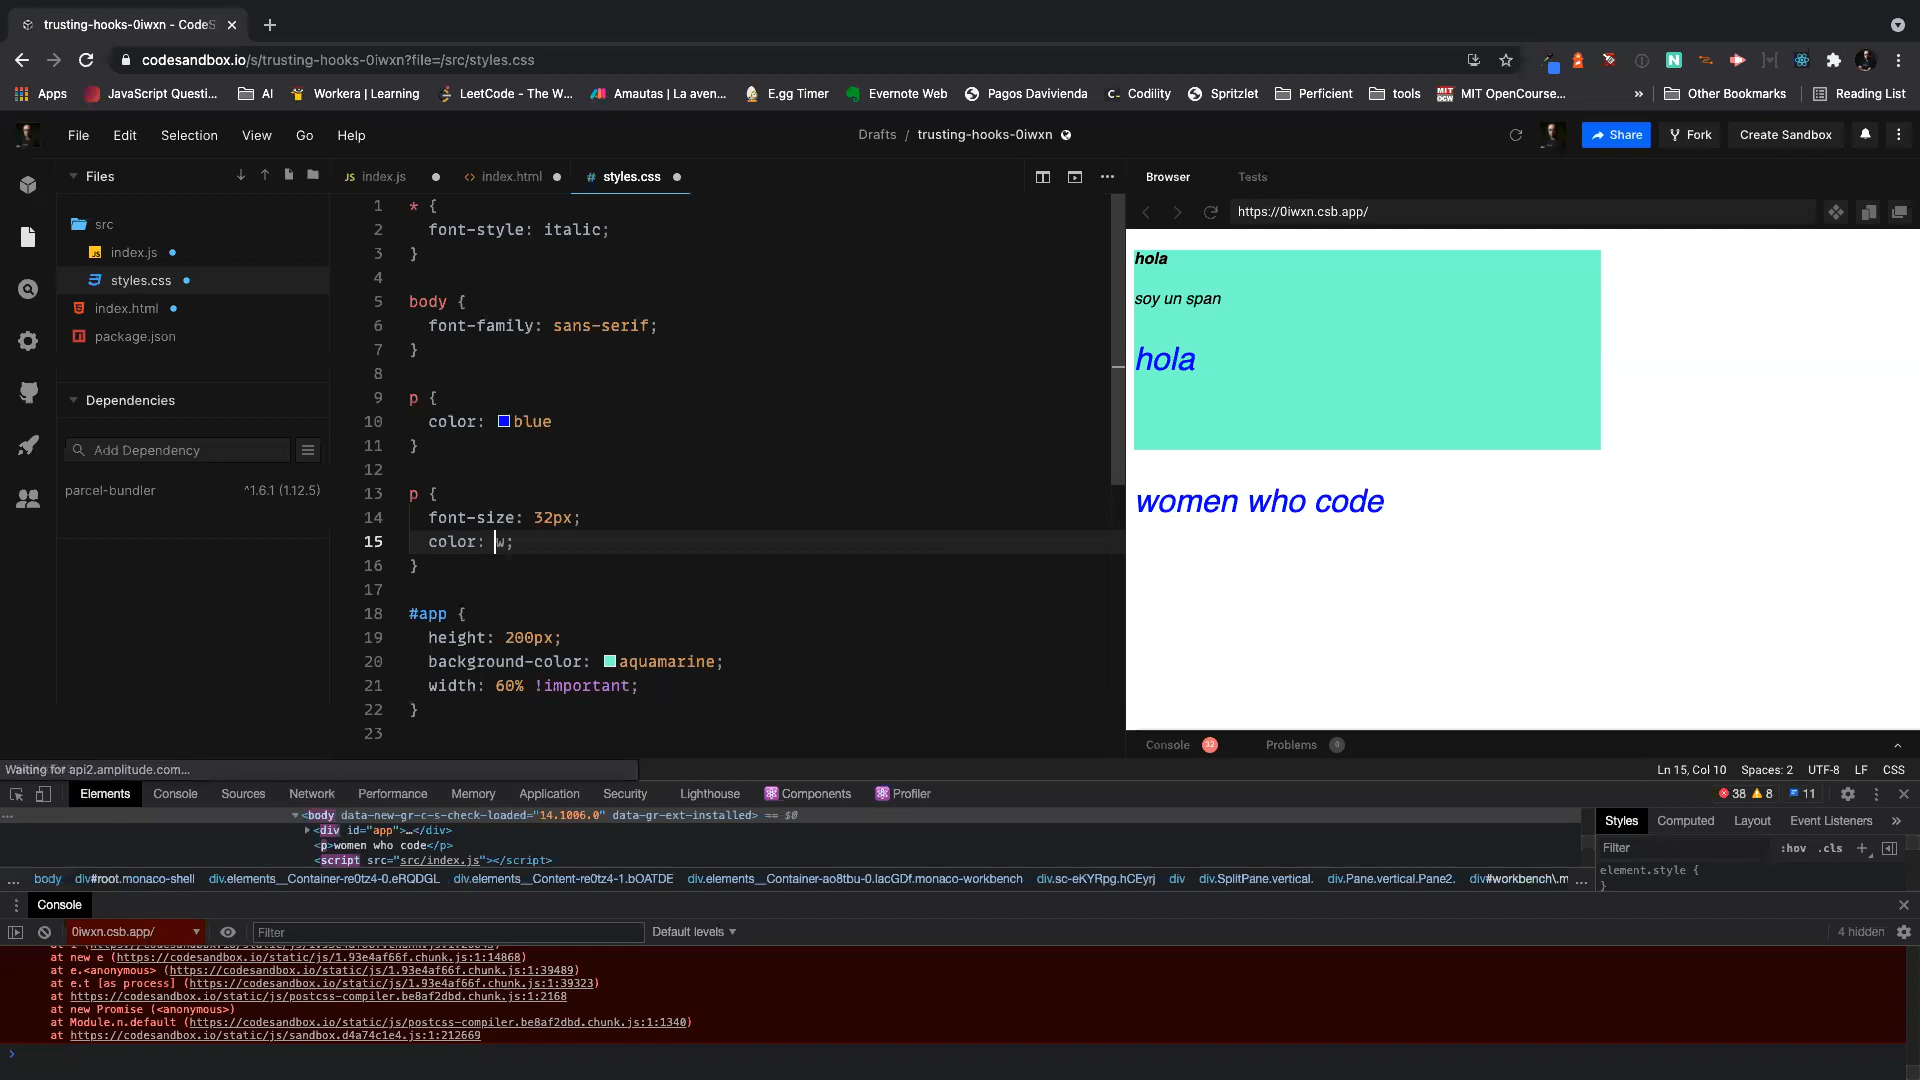 trusting-hooks-0iwxn - CodeS
codesandbox.io/s/trusting-hooks-0iwxn?file=/src/styles.css
Apps JavaScript Questi... AI Workera | Learning LeetCode - The W... Amautas | La aven... E.gg Timer Evernote Web Pagos Davivienda Codility Spritzlet Perficient tools MIT OpenCourse... » Other Bookmarks Reading List
File Edit Selection View Go Help
Drafts / trusting-hooks-0iwxn
Share Fork Create Sandbox
Files
src
index.js
styles.css
index.html
package.json
Dependencies
Add Dependency
parcel-bundler ^1.6.1 (1.12.5)
JS index.js <> index.html # styles.css
1 * {
2 font-style: italic;
3 }
4
5 body {
6 font-family: sans-serif;
7 }
8
9 p {
10 color: blue
11 }
12
13 p {
14 font-size: 32px;
15 color: w;
16 }
17
18 #app {
19 height: 200px;
20 background-color: aquamarine;
21 width: 60% !important;
22 }
23
Browser Tests
https://0iwxn.csb.app/
hola
soy un span
hola
women who code
Console 32 Problems 0
Waiting for api2.amplitude.com...
Ln 15, Col 10 Spaces: 2 UTF-8 LF CSS
Elements Console Sources Network Performance Memory Application Security Lighthouse Components Profiler
38 8 11
<body data-new-gr-c-s-check-loaded="14.1006.0" data-gr-ext-installed> == $0
<div id="app">…</div>
<p>women who code</p>
<script src="src/index.js"></script>
... body div#root.monaco-shell div.elements__Container-re0tz4-0.eRQDGL div.elements__Content-re0tz4-1.bOATDE div.elements__Container-ao8tbu-0.lacGDf.monaco-workbench div.sc-eKYRpg.hCEyrj div div.SplitPane.vertical. div.Pane.vertical.Pane2. div#workbench\.m ...
Styles Computed Layout Event Listeners »
Filter :hov .cls +
element.style {
}
Console
0iwxn.csb.app/ Filter Default levels 4 hidden
at new e (https://codesandbox.io/static/js/1.93e4af66f.chunk.js:1:14868)
at e.<anonymous> (https://codesandbox.io/static/js/1.93e4af66f.chunk.js:1:39489)
at e.t [as process] (https://codesandbox.io/static/js/1.93e4af66f.chunk.js:1:39323)
at https://codesandbox.io/static/js/postcss-compiler.be8af2dbd.chunk.js:1:2168
at new Promise (<anonymous>)
at Module.n.default (https://codesandbox.io/static/js/postcss-compiler.be8af2dbd.chunk.js:1:1340)
at https://codesandbox.io/static/js/sandbox.d4a74c1e4.js:1:212669